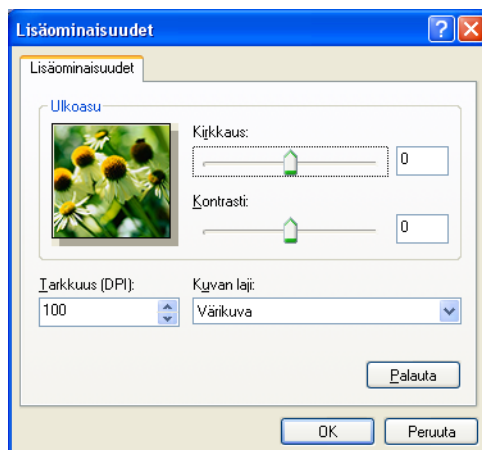 Lisäominaisuudet
Lisäominaisuudet
Ulkoasu
Kirkkaus:
0
Kontrasti:
0
Tarkkuus (DPI):
Kuvan laji:
100
Värikuva
Palauta
OK
Peruuta